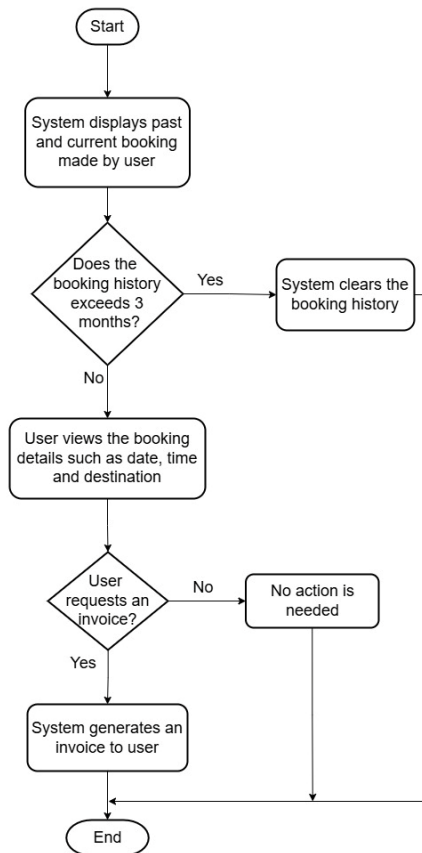 Start
System displays past
and current booking
made by user
Does the
booking history
exceeds 3
months?
Yes
System clears the
booking history
No
User views the booking
details such as date, time
and destination
User
requests an
invoice?
No
No action is
needed
Yes
System generates an
invoice to user
End